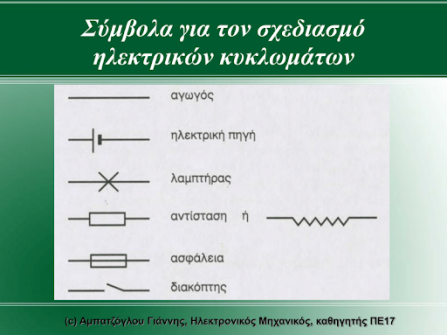 Σύμβολα για τον σχεδιασμό
ηλεκτρικών κυκλωμάτων
αγωγός
ηλεκτρική πηγή
λαμπτήρας
αντίσταση ή
ασφάλεια
διακόπτης
(c) Αμπατζόγλου Γιάννης, Ηλεκτρονικός Μηχανικός, καθηγητής ΠΕ17